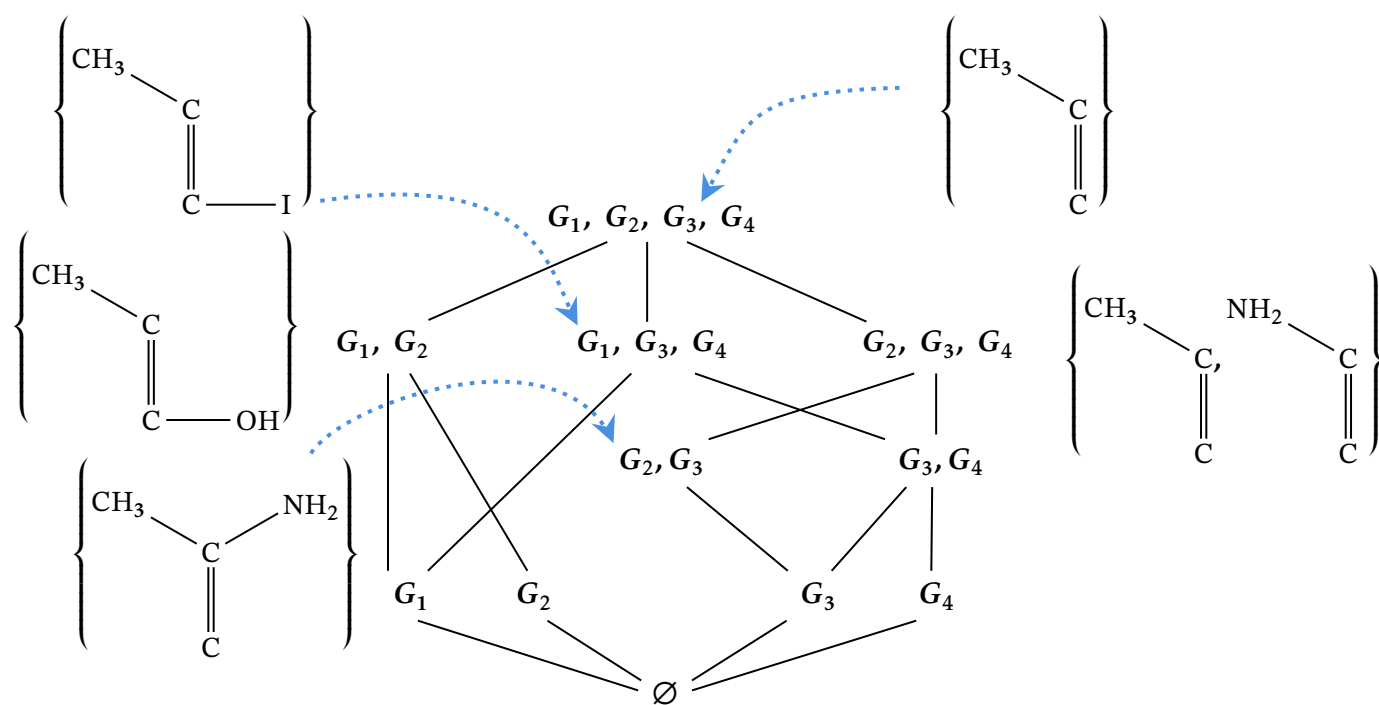 CH₃
C
C
I
CH₃
C
C
G₁, G₂, G₃, G₄
CH₃
C
C
OH
G₁, G₂
G₁, G₃, G₄
G₂, G₃, G₄
CH₃
C,
C
NH₂
C
C
G₂, G₃
G₃, G₄
CH₃
NH₂
C
C
G₁
G₂
G₃
G₄
∅